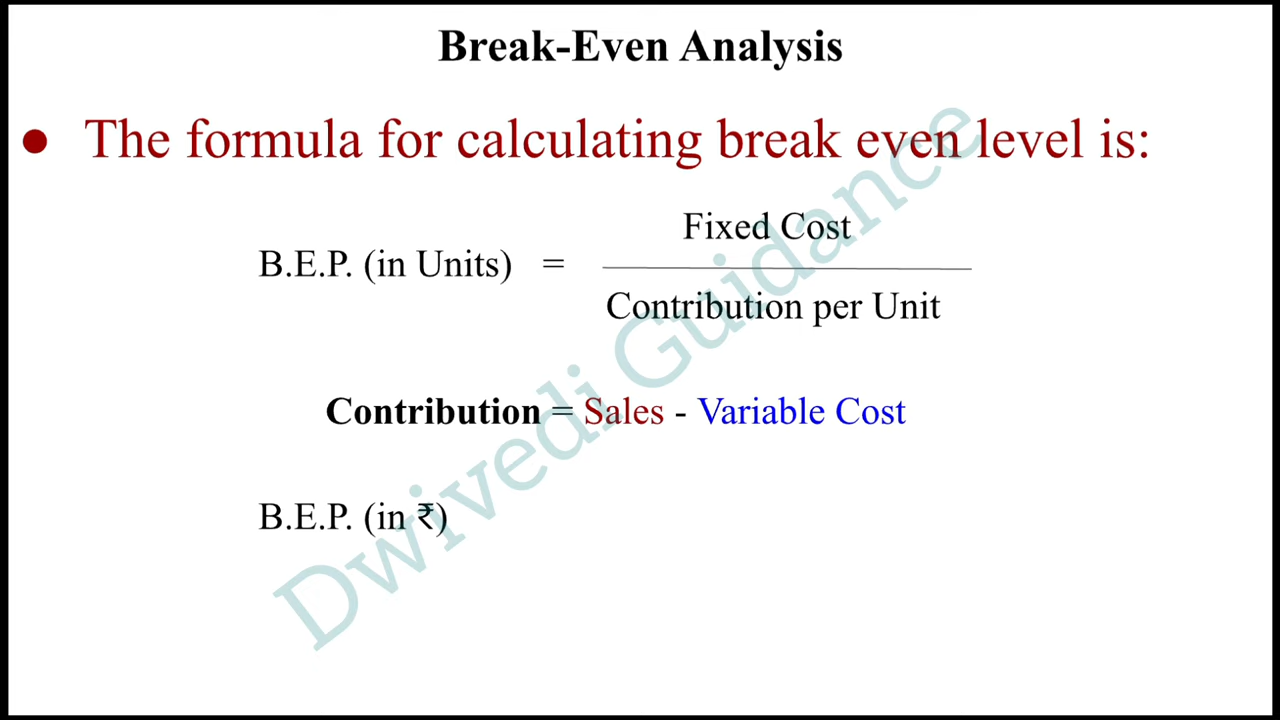 Break-Even Analysis
● The formula for calculating break even level is:
Fixed Cost
B.E.P. (in Units) =
Contribution per Unit
Contribution = Sales - Variable Cost
B.E.P. (in ₹)
Dwivedi Guidance